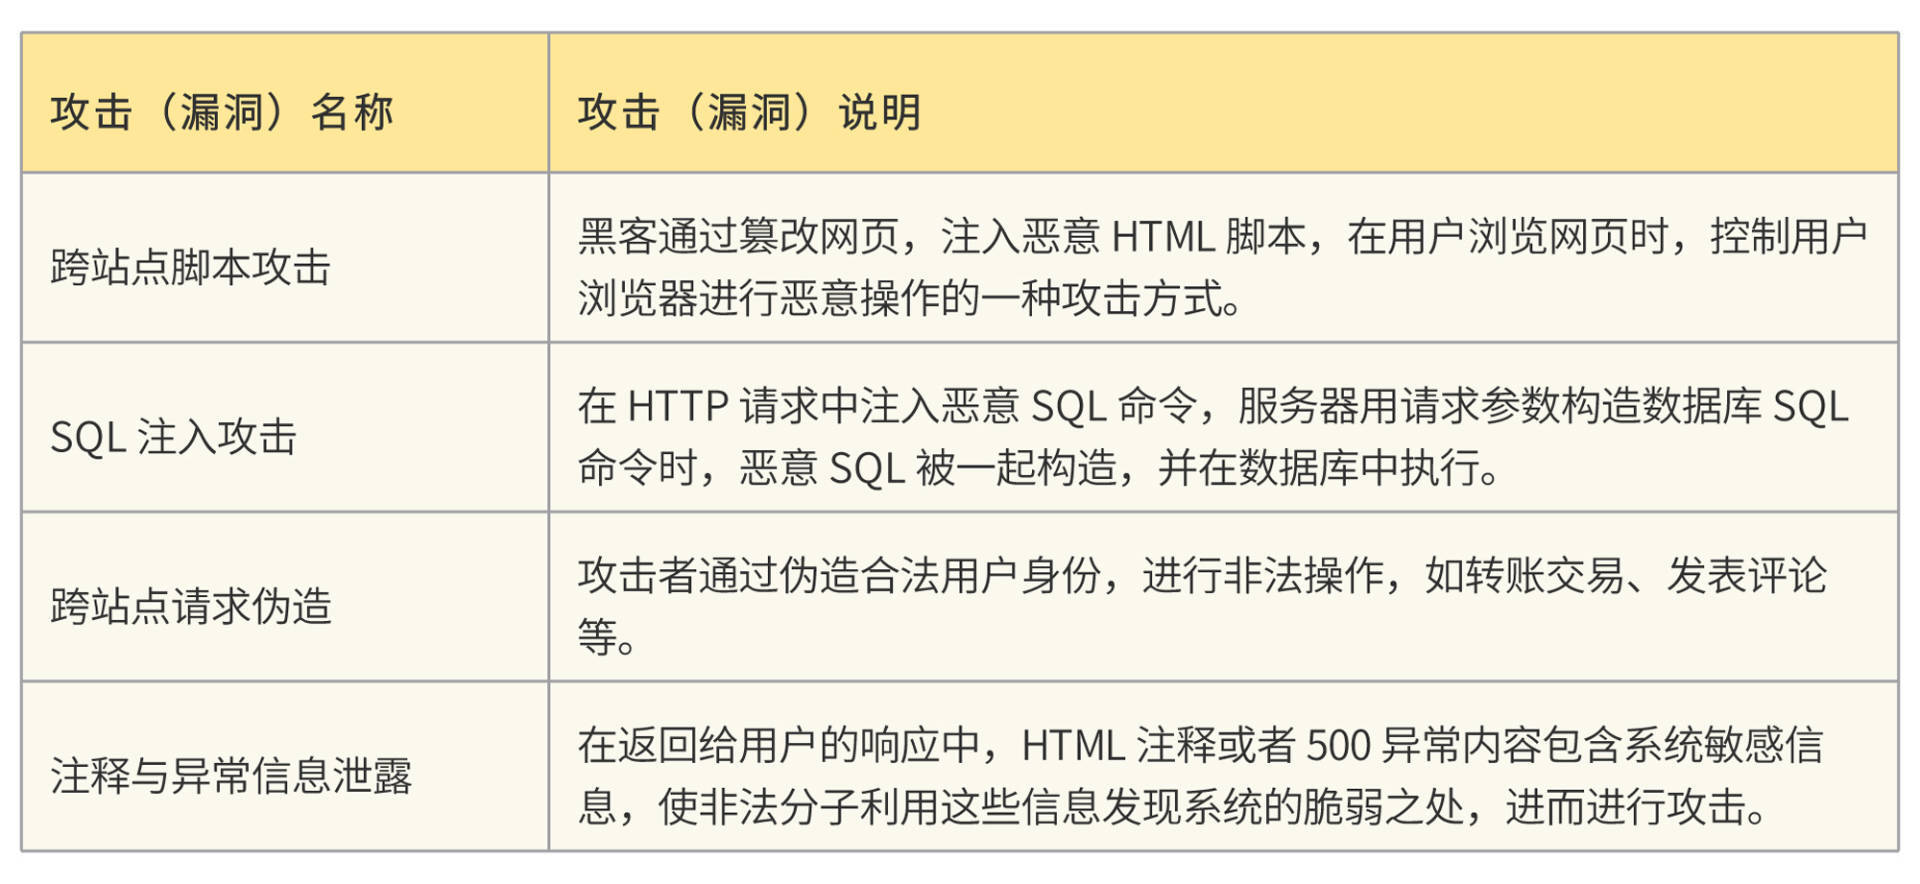 攻击（漏洞）名称
攻击（漏洞）说明
跨站点脚本攻击
黑客通过篡改网页，注入恶意 HTML 脚本，在用户浏览网页时，控制用户
浏览器进行恶意操作的一种攻击方式。
SQL 注入攻击
在 HTTP 请求中注入恶意 SQL 命令，服务器用请求参数构造数据库 SQL
命令时，恶意 SQL 被一起构造，并在数据库中执行。
跨站点请求伪造
攻击者通过伪造合法用户身份，进行非法操作，如转账交易、发表评论
等。
注释与异常信息泄露
在返回给用户的响应中，HTML 注释或者 500 异常内容包含系统敏感信
息，使非法分子利用这些信息发现系统的脆弱之处，进而进行攻击。